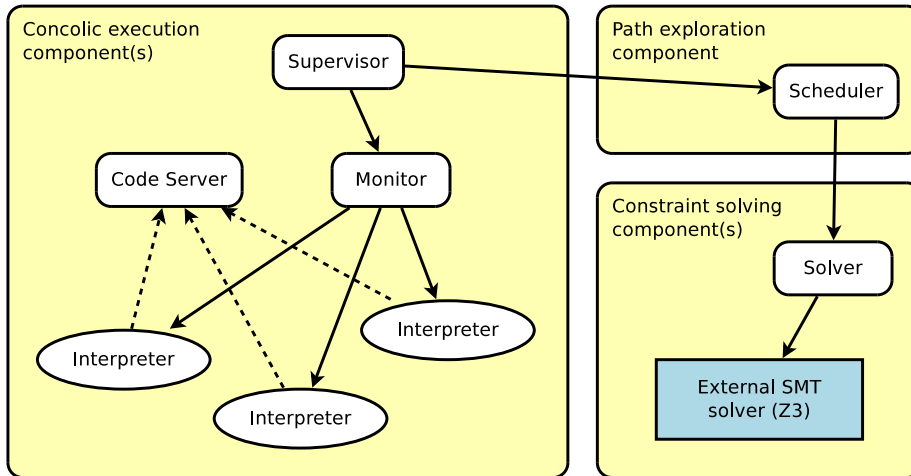 Concolic execution
component(s)
Supervisor
Code Server
Monitor
Interpreter
Interpreter
Interpreter
Path exploration
component
Scheduler
Constraint solving
component(s)
Solver
External SMT
solver (Z3)